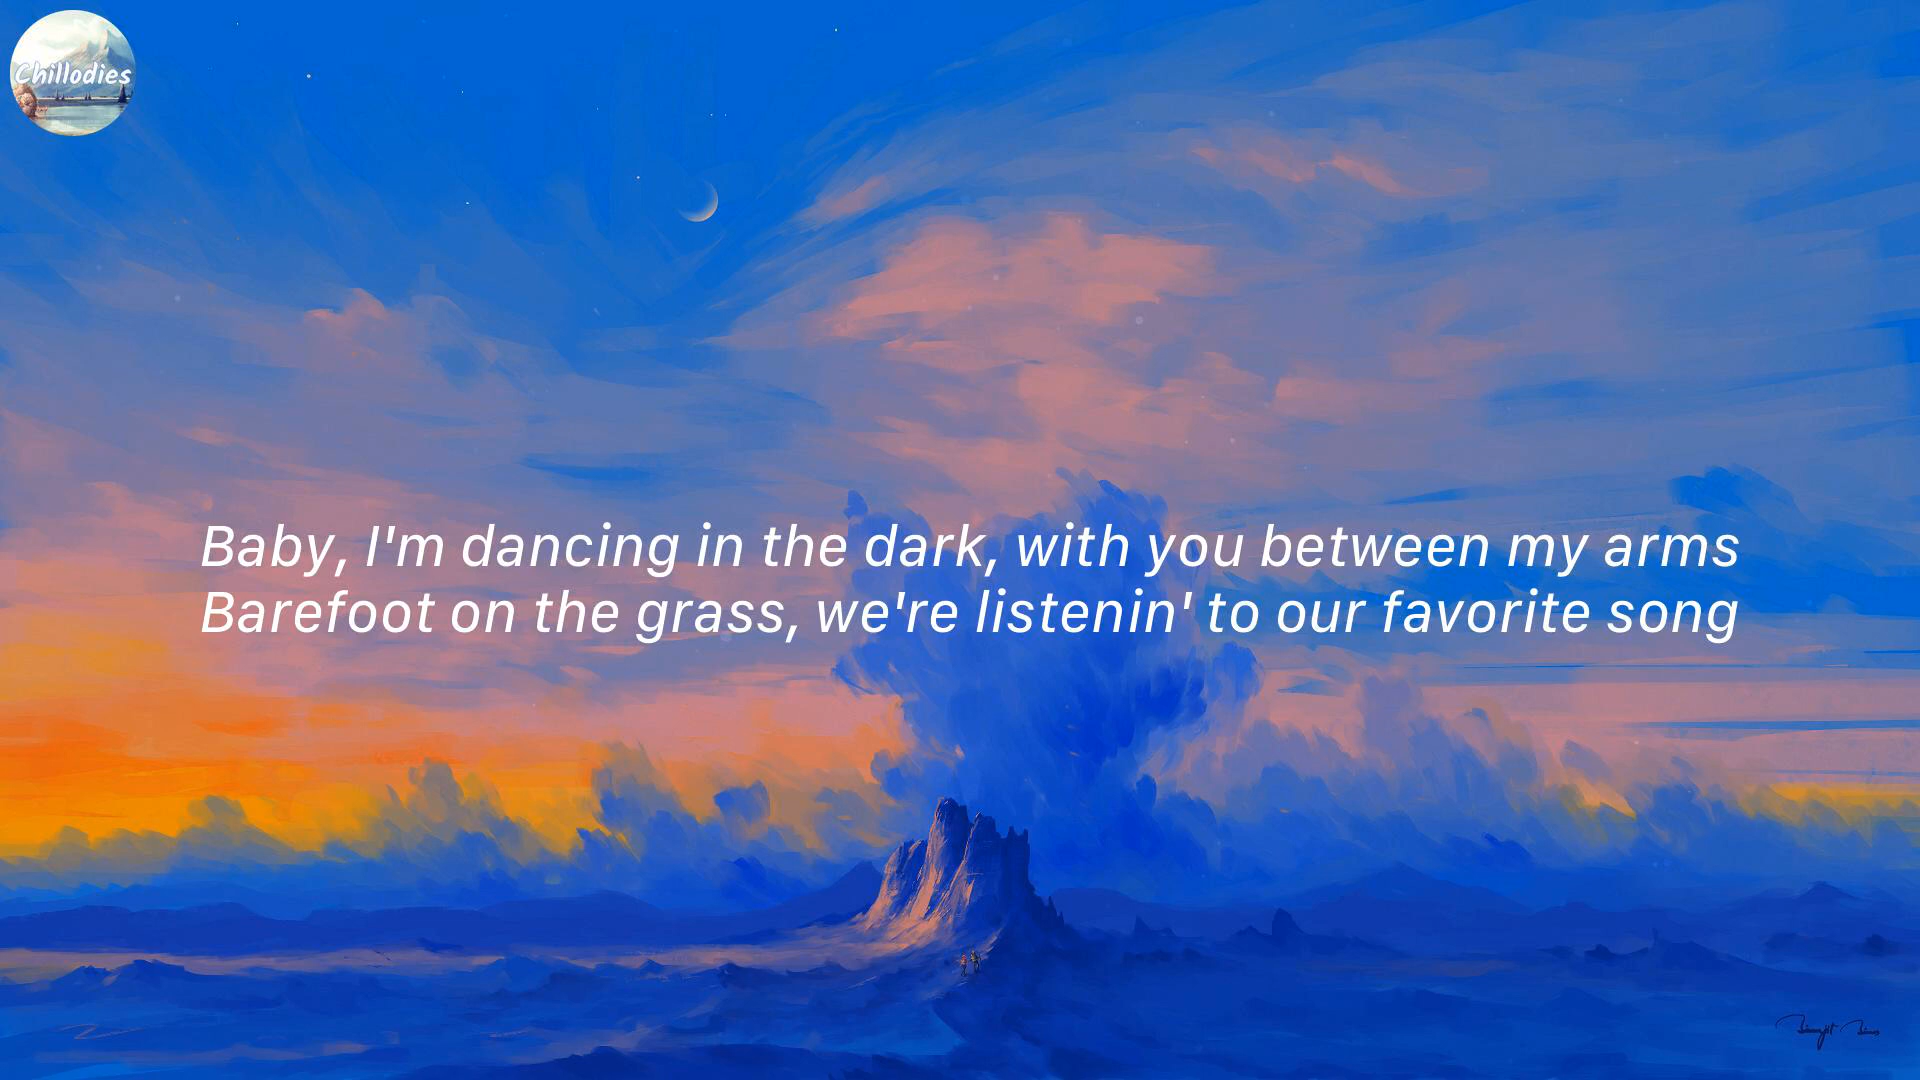 Chillodies
Baby, I'm dancing in the dark, with you between my arms
Barefoot on the grass, we're listenin' to our favorite song